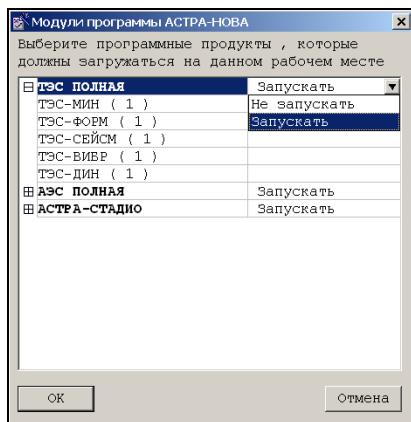 Модули программы АСТРА-НОВА
Выберите программные продукты , которые
должны загружаться на данном рабочем месте
ТЭС ПОЛНАЯ Запускать
ТЭС-МИН ( 1 ) Не запускать
ТЭС-ФОРМ ( 1 ) Запускать
ТЭС-СЕЙСМ ( 1 )
ТЭС-ВИБР ( 1 )
ТЭС-ДИН ( 1 )
АЭС ПОЛНАЯ Запускать
АСТРА-СТАДИО Запускать
OK Отмена